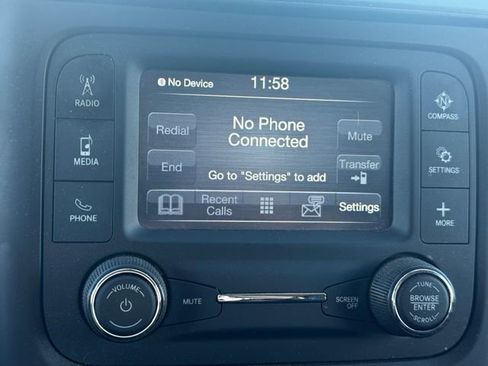 No Device 11:58
RADIO
MEDIA
PHONE
Redial
End
No Phone
Connected
Mute
Transfer
Go to "Settings" to add
Recent
Calls
Settings
N
COMPASS
SETTINGS
+
MORE
VOLUME
MUTE
SCREEN
OFF
TUNE
BROWSE
ENTER
SCROLL